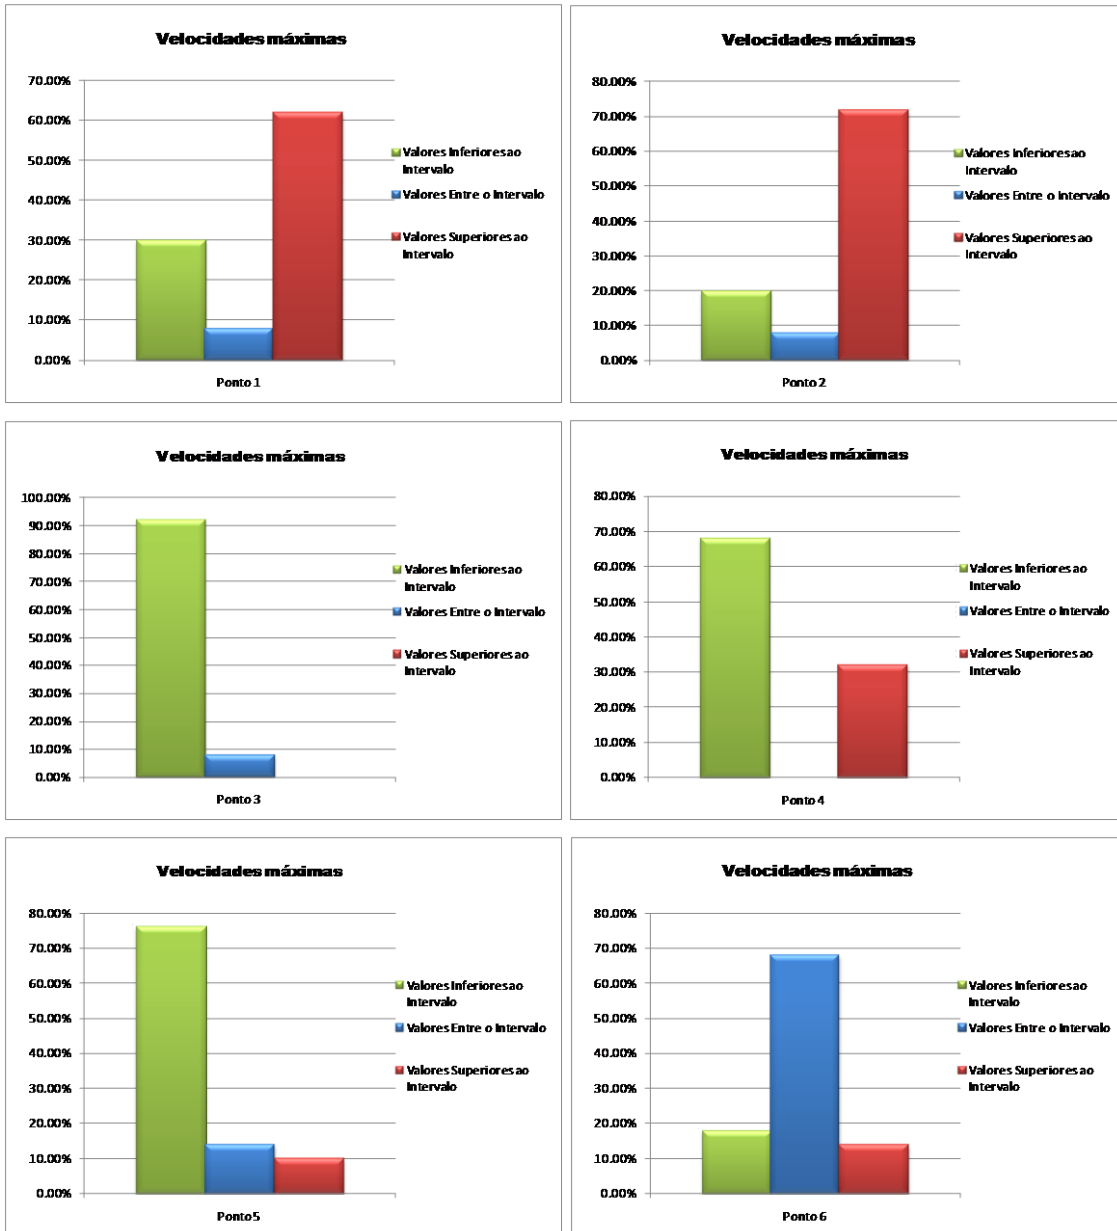 Velocidades máximas
70.00%
60.00%
50.00%
40.00%
30.00%
20.00%
10.00%
0.00%
Ponto 1
Valores Inferiores ao
Intervalo
Valores Entre o Intervalo
Valores Superiores ao
Intervalo
Velocidades máximas
80.00%
70.00%
60.00%
50.00%
40.00%
30.00%
20.00%
10.00%
0.00%
Ponto 2
Valores Inferiores ao
Intervalo
Valores Entre o Intervalo
Valores Superiores ao
Intervalo
Velocidades máximas
100.00%
90.00%
80.00%
70.00%
60.00%
50.00%
40.00%
30.00%
20.00%
10.00%
0.00%
Ponto 3
Valores Inferiores ao
Intervalo
Valores Entre o Intervalo
Valores Superiores ao
Intervalo
Velocidades máximas
80.00%
70.00%
60.00%
50.00%
40.00%
30.00%
20.00%
10.00%
0.00%
Ponto 4
Valores Inferiores ao
Intervalo
Valores Entre o Intervalo
Valores Superiores ao
Intervalo
Velocidades máximas
80.00%
70.00%
60.00%
50.00%
40.00%
30.00%
20.00%
10.00%
0.00%
Ponto 5
Valores Inferiores ao
Intervalo
Valores Entre o Intervalo
Valores Superiores ao
Intervalo
Velocidades máximas
80.00%
70.00%
60.00%
50.00%
40.00%
30.00%
20.00%
10.00%
0.00%
Ponto 6
Valores Inferiores ao
Intervalo
Valores Entre o Intervalo
Valores Superiores ao
Intervalo